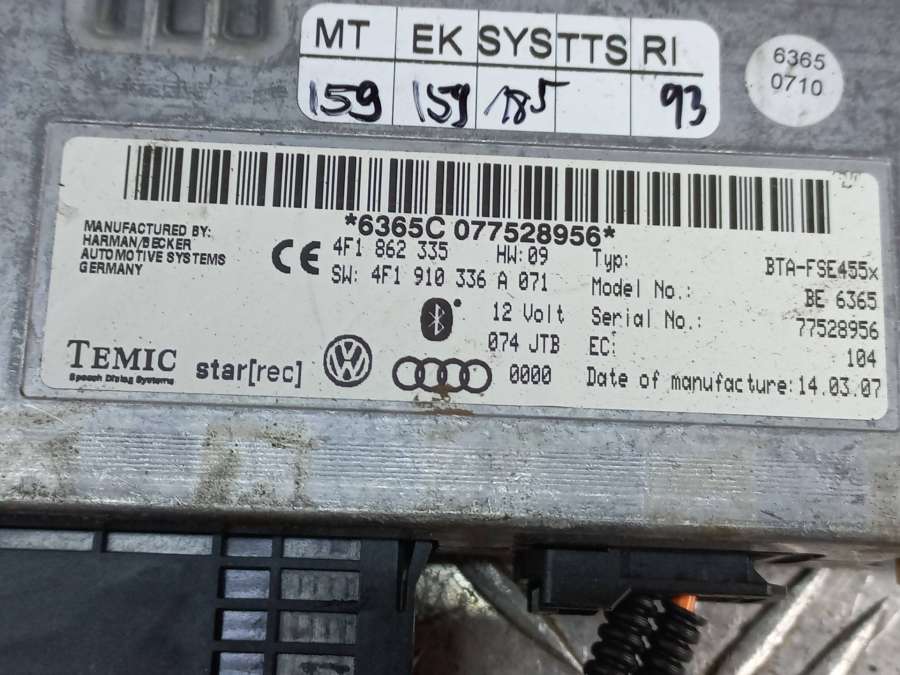 MT EK SYS TTS RI
159 159 185 93
6365
0710
*6365C 077528956*
MANUFACTURED BY:
HARMAN/BECKER
AUTOMOTIVE SYSTEMS
GERMANY
CE
4F1 862 335 HW:09
SW: 4F1 910 336 A 071
12 Volt
074 JTB
0000
Typ: BTA-FSE455x
Model No.: BE 6365
Serial No.: 77528956
EC: 104
Date of manufacture: 14.03.07
TEMIC
Speech Dialog Systems
star[rec]
VW